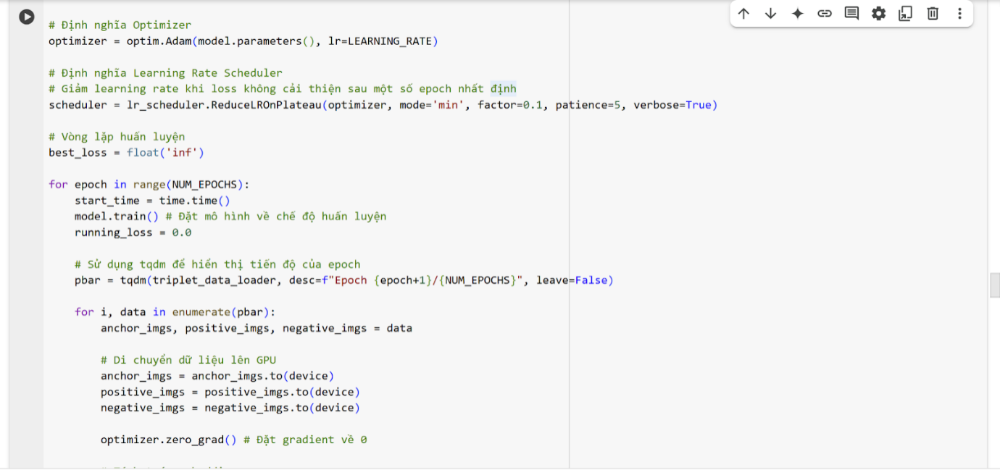 # Định nghĩa Optimizer
optimizer = optim.Adam(model.parameters(), lr=LEARNING_RATE)
# Định nghĩa Learning Rate Scheduler
# Giảm learning rate khi loss không cải thiện sau một số epoch nhất định
scheduler = lr_scheduler.ReduceLROnPlateau(optimizer, mode='min', factor=0.1, patience=5, verbose=True)
# Vòng lặp huấn luyện
best_loss = float('inf')
for epoch in range(NUM_EPOCHS):
    start_time = time.time()
    model.train() # Đặt mô hình về chế độ huấn luyện
    running_loss = 0.0
    # Sử dụng tqdm để hiển thị tiến độ của epoch
    pbar = tqdm(triplet_data_loader, desc=f"Epoch {epoch+1}/{NUM_EPOCHS}", leave=False)
    for i, data in enumerate(pbar):
        anchor_imgs, positive_imgs, negative_imgs = data
        # Di chuyển dữ liệu lên GPU
        anchor_imgs = anchor_imgs.to(device)
        positive_imgs = positive_imgs.to(device)
        negative_imgs = negative_imgs.to(device)
        optimizer.zero_grad() # Đặt gradient về 0